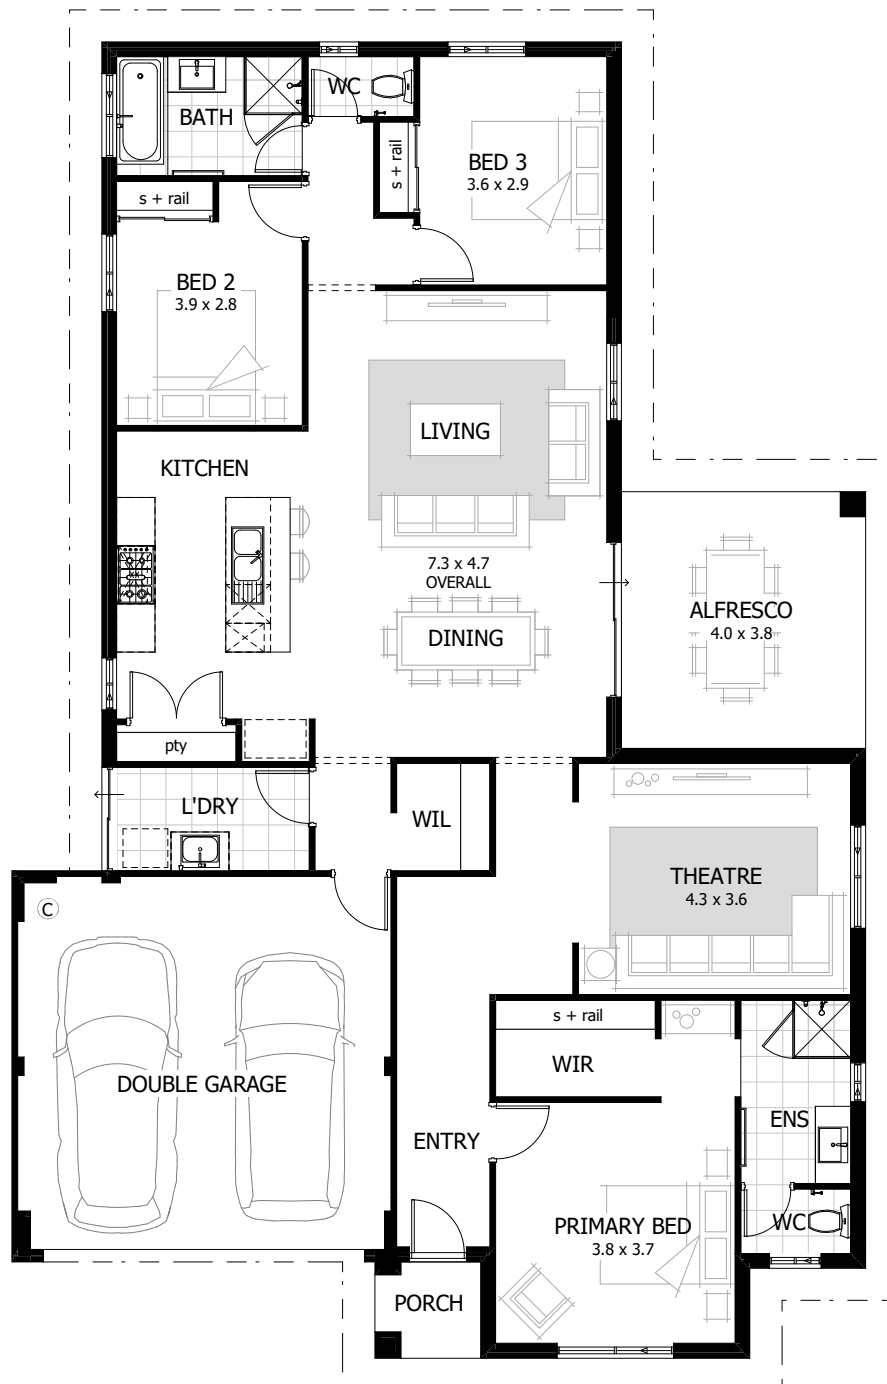 WC
BATH
s + rail
BED 3
3.6 x 2.9
s + rail
BED 2
3.9 x 2.8
LIVING
KITCHEN
7.3 x 4.7
OVERALL
ALFRESCO
4.0 x 3.8
DINING
pty
L'DRY
WIL
THEATRE
4.3 x 3.6
C
s + rail
WIR
DOUBLE GARAGE
ENS
ENTRY
WC
PRIMARY BED
3.8 x 3.7
PORCH